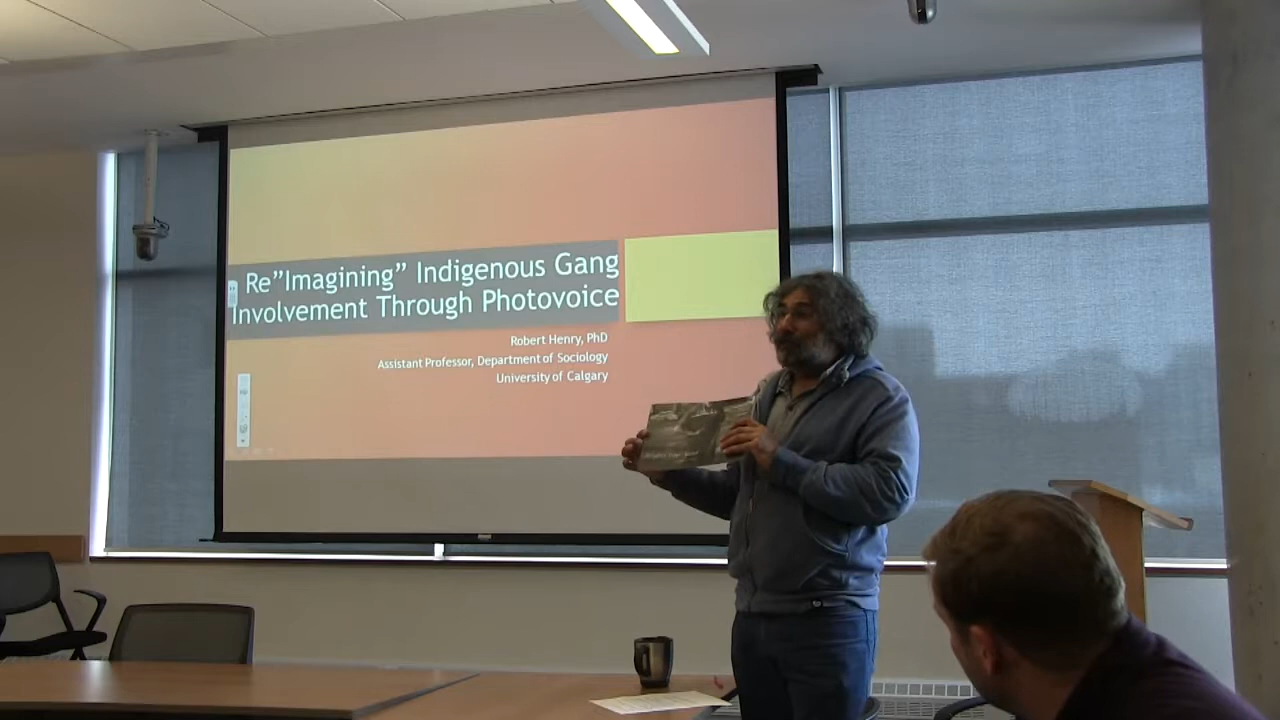 Re"Imagining" Indigenous Gang
Involvement Through Photovoice
Robert Henry, PhD
Assistant Professor, Department of Sociology
University of Calgary